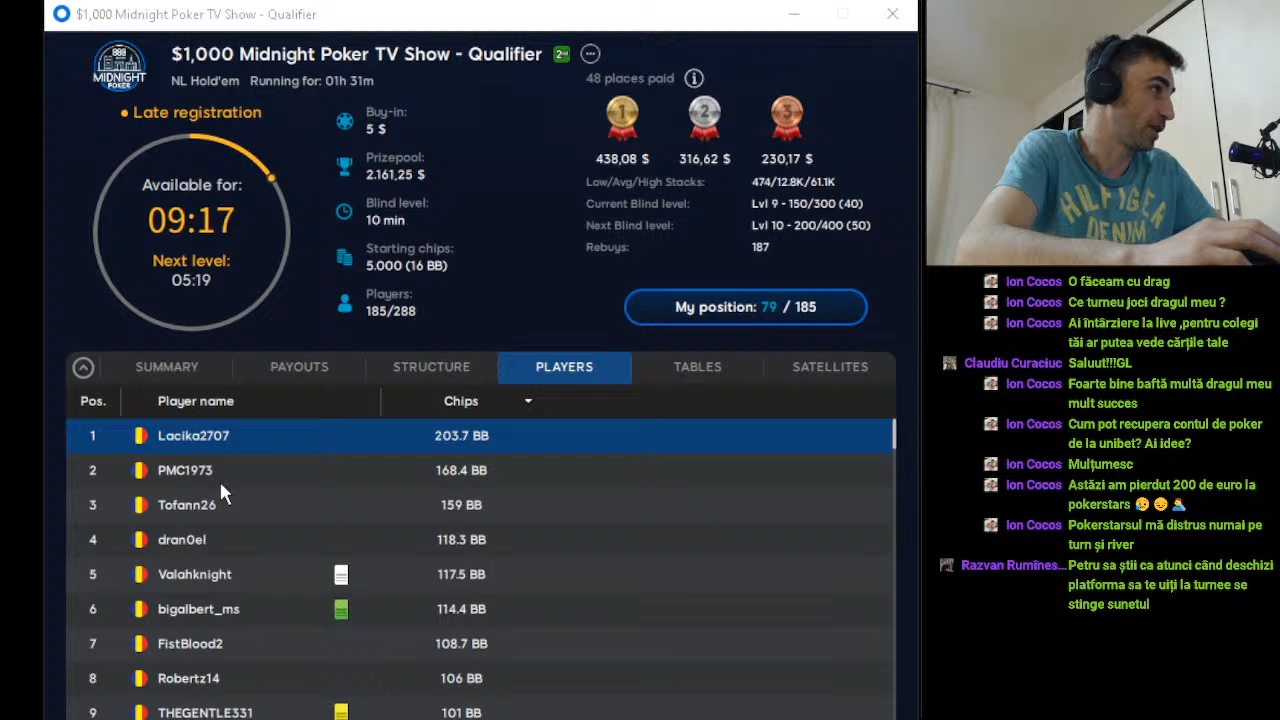 $1,000 Midnight Poker TV Show - Qualifier
888
MIDNIGHT
POKER
$1,000 Midnight Poker TV Show - Qualifier
NL Hold'em Running for: 01h 31m
48 places paid
Late registration
Available for:
09:17
Next level:
05:19
Buy-in:
5 $
Prizepool:
2.161,25 $
Blind level:
10 min
Starting chips:
5.000 (16 BB)
Players:
185/288
1 2 3
438,08 $ 316,62 $ 230,17 $
Low/Avg/High Stacks: 474/12.8K/61.1K
Current Blind level: Lvl 9 - 150/300 (40)
Next Blind level: Lvl 10 - 200/400 (50)
Rebuys: 187
My position: 79 / 185
SUMMARY PAYOUTS STRUCTURE PLAYERS TABLES SATELLITES
Pos. Player name Chips
1 Lacika2707 203.7 BB
2 PMC1973 168.4 BB
3 Tofann26 159 BB
4 dran0el 118.3 BB
5 Valahknight 117.5 BB
6 bigalbert_ms 114.4 BB
7 FistBlood2 108.7 BB
8 Robertz14 106 BB
9 THEGENTLE331 101 BB
HILFIGER
DENIM
Ion Cocos O făceam cu drag
Ion Cocos Ce turneu joci dragul meu ?
Ion Cocos Ai întârziere la live ,pentru colegi
tăi ar putea vede cărțile tale
Claudiu Curaciuc Saluut!!!GL
Ion Cocos Foarte bine baftă multă dragul meu
mult succes
Ion Cocos Cum pot recupera contul de poker
de la unibet? Ai idee?
Ion Cocos Mulțumesc
Ion Cocos Astăzi am pierdut 200 de euro la
pokerstars 😥😔🤦‍♂️
Ion Cocos Pokerstarsul mă distrus numai pe
turn și river
Razvan Rumînes... Petru sa știi ca atunci când deschizi
platforma sa te uiți la turnee se
stinge sunetul